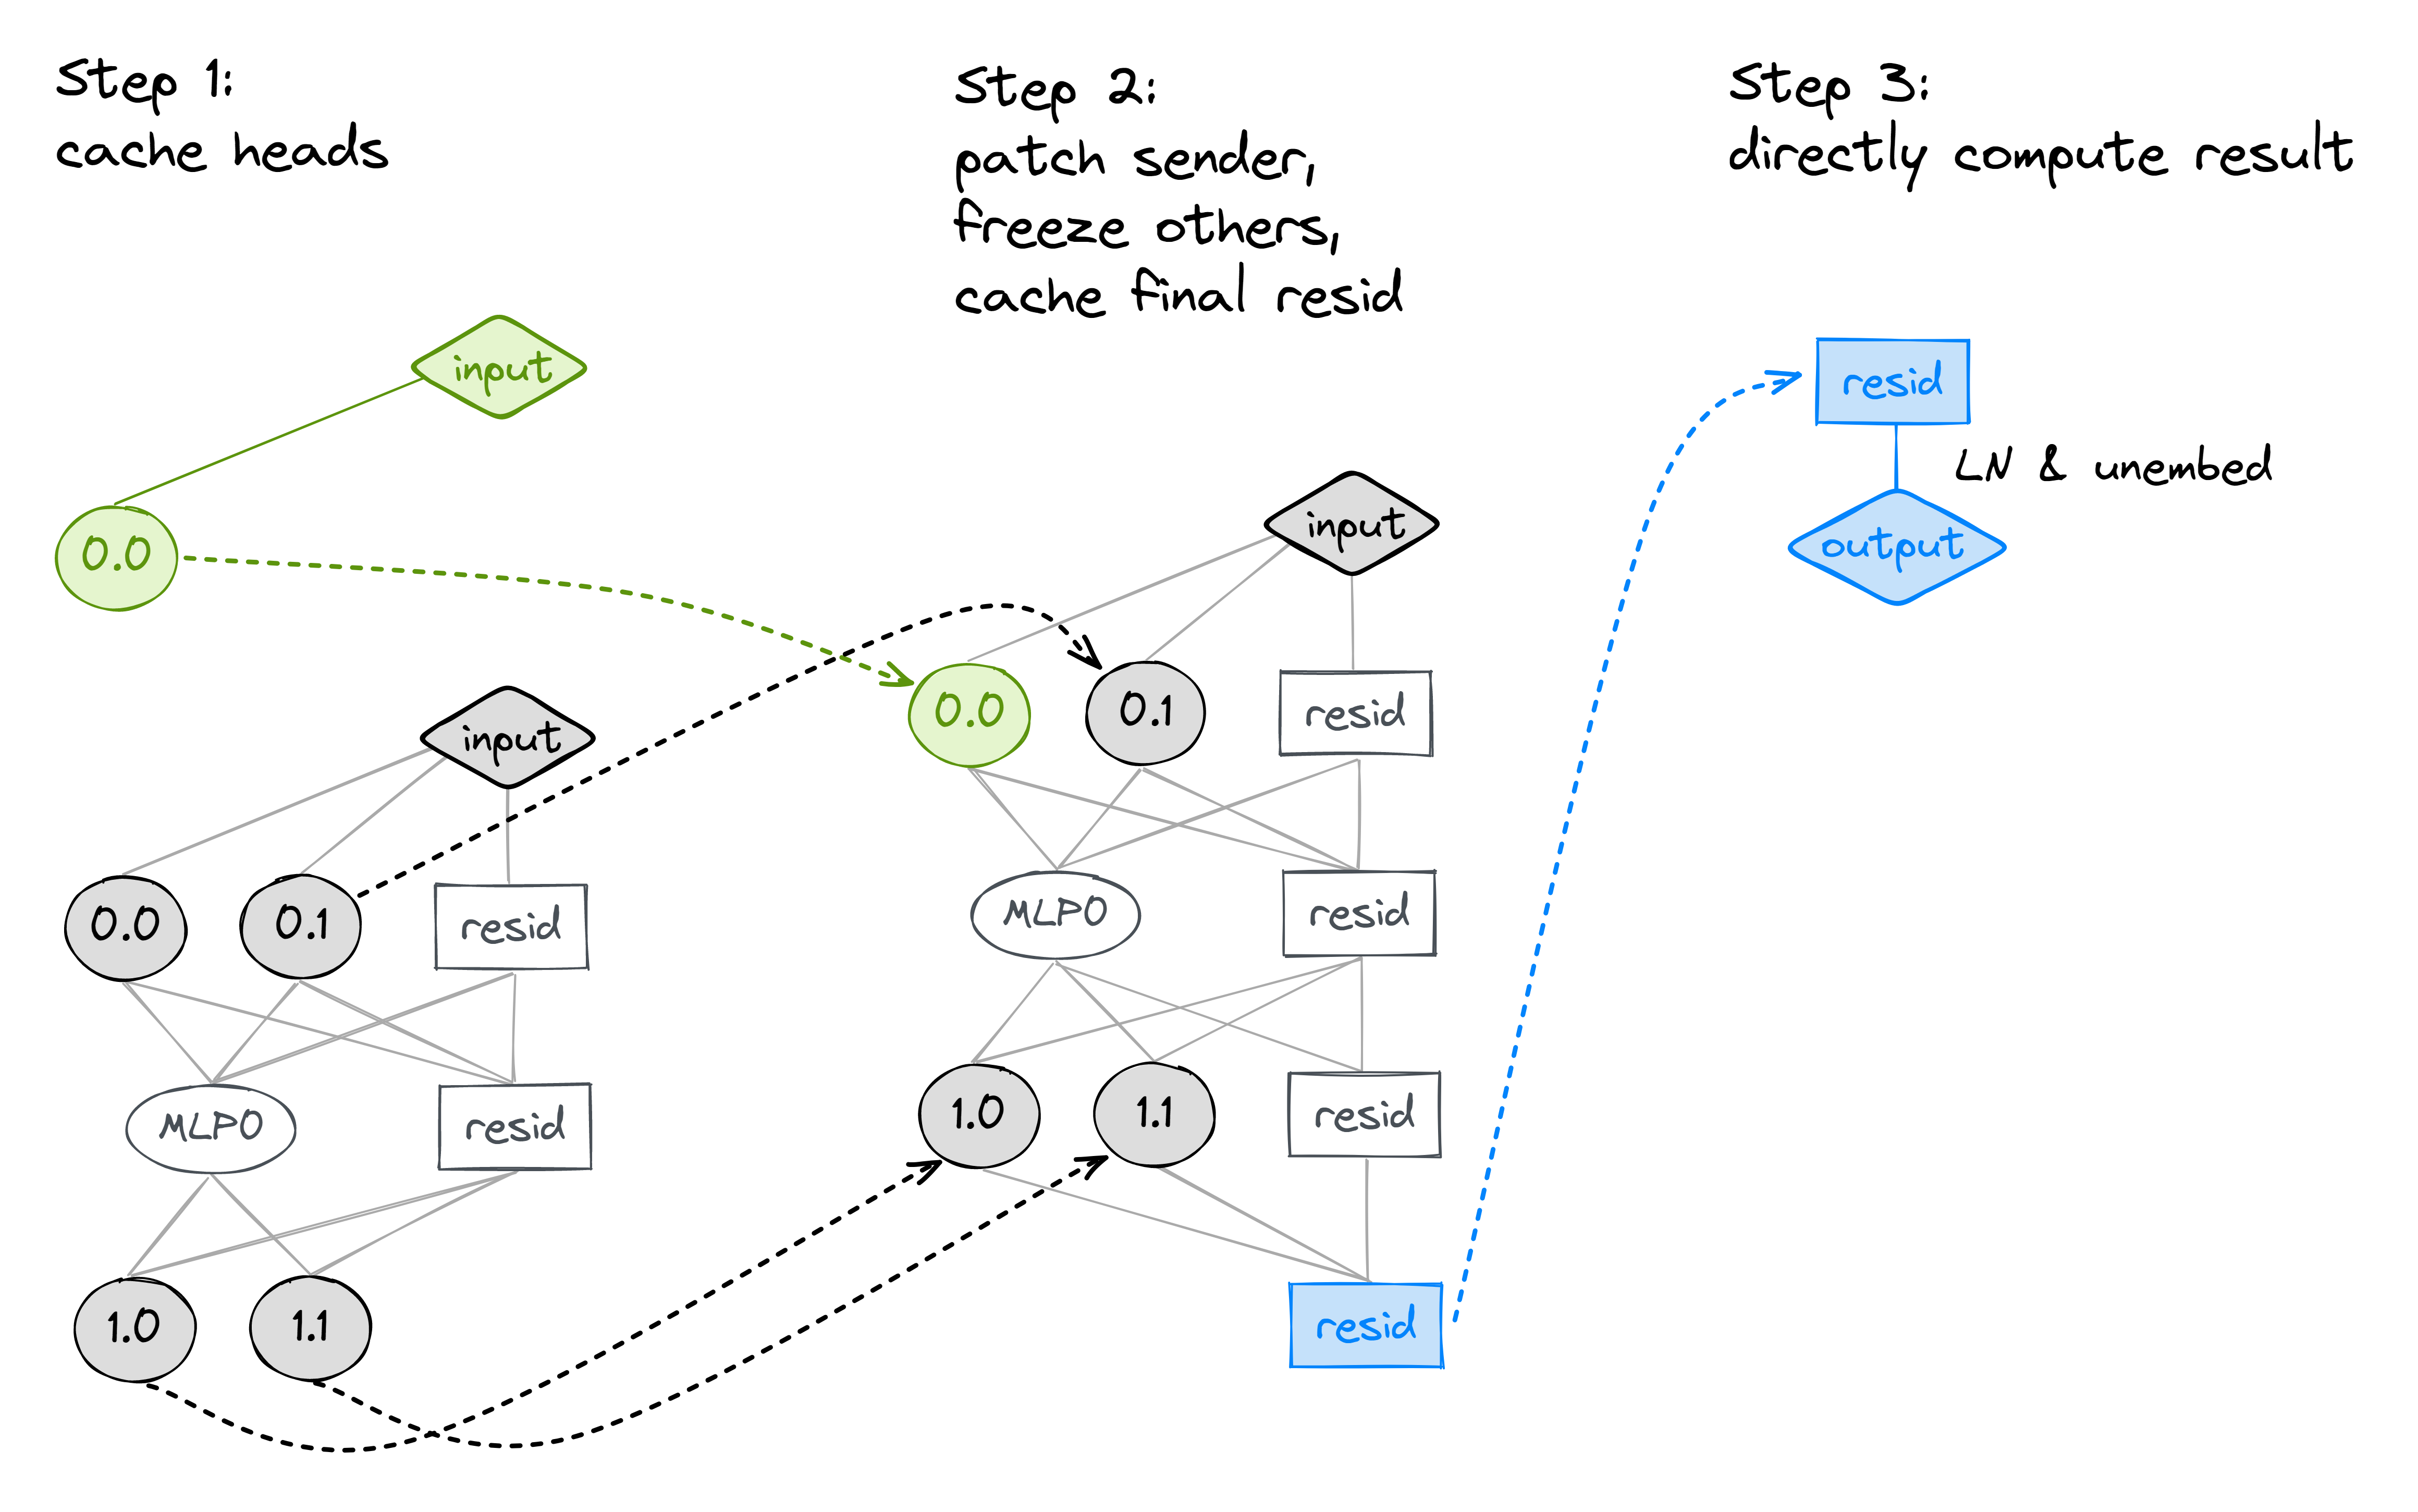 Step 1:
cache heads
input
0.0
input
0.0
0.1
resid
MLP0
resid
1.0
1.1
Step 2:
patch sender,
freeze others,
cache final resid
input
0.0
0.1
resid
MLP0
resid
1.0
1.1
resid
resid
Step 3:
directly compute result
resid
LN & unembed
output